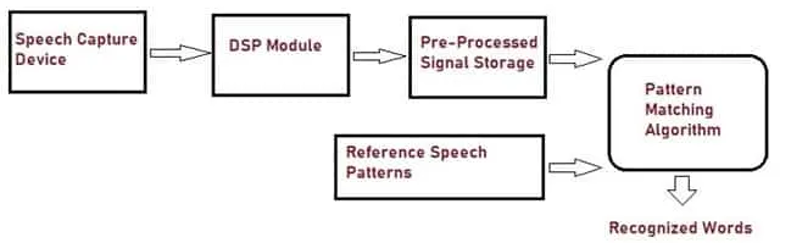 Speech Capture
Device
DSP Module
Pre-Processed
Signal Storage
Pattern
Matching
Algorithm
Reference Speech
Patterns
Recognized Words